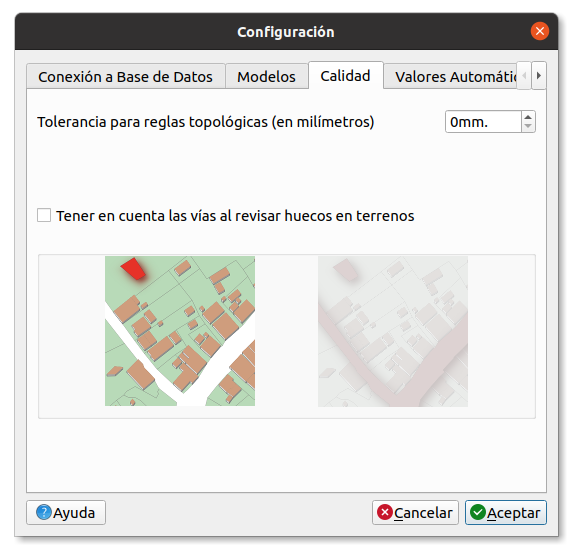 Configuración
Conexión a Base de Datos Modelos Calidad Valores Automátic
Tolerancia para reglas topológicas (en milímetros) 0mm.
Tener en cuenta las vías al revisar huecos en terrenos
Ayuda Cancelar Aceptar